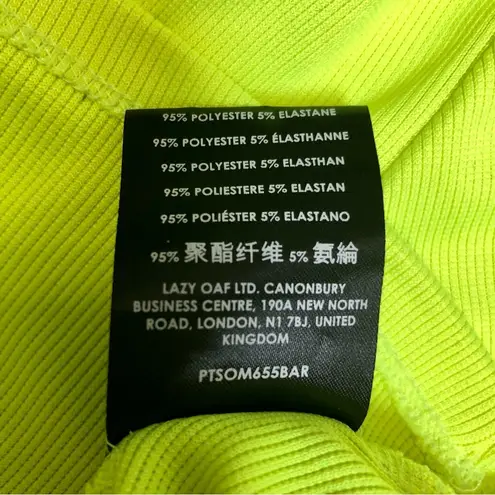 95% POLYESTER 5% ELASTANE
95% POLYESTER 5% ÉLASTHANNE
95% POLYESTER 5% ELASTHAN
95% POLIESTERE 5% ELASTAN
95% POLIÉSTER 5% ELASTANO
95% 聚酯纤维 5% 氨綸
LAZY OAF LTD. CANONBURY
BUSINESS CENTRE, 190A NEW NORTH
ROAD, LONDON, N1 7BJ, UNITED
KINGDOM
PTSOM655BAR